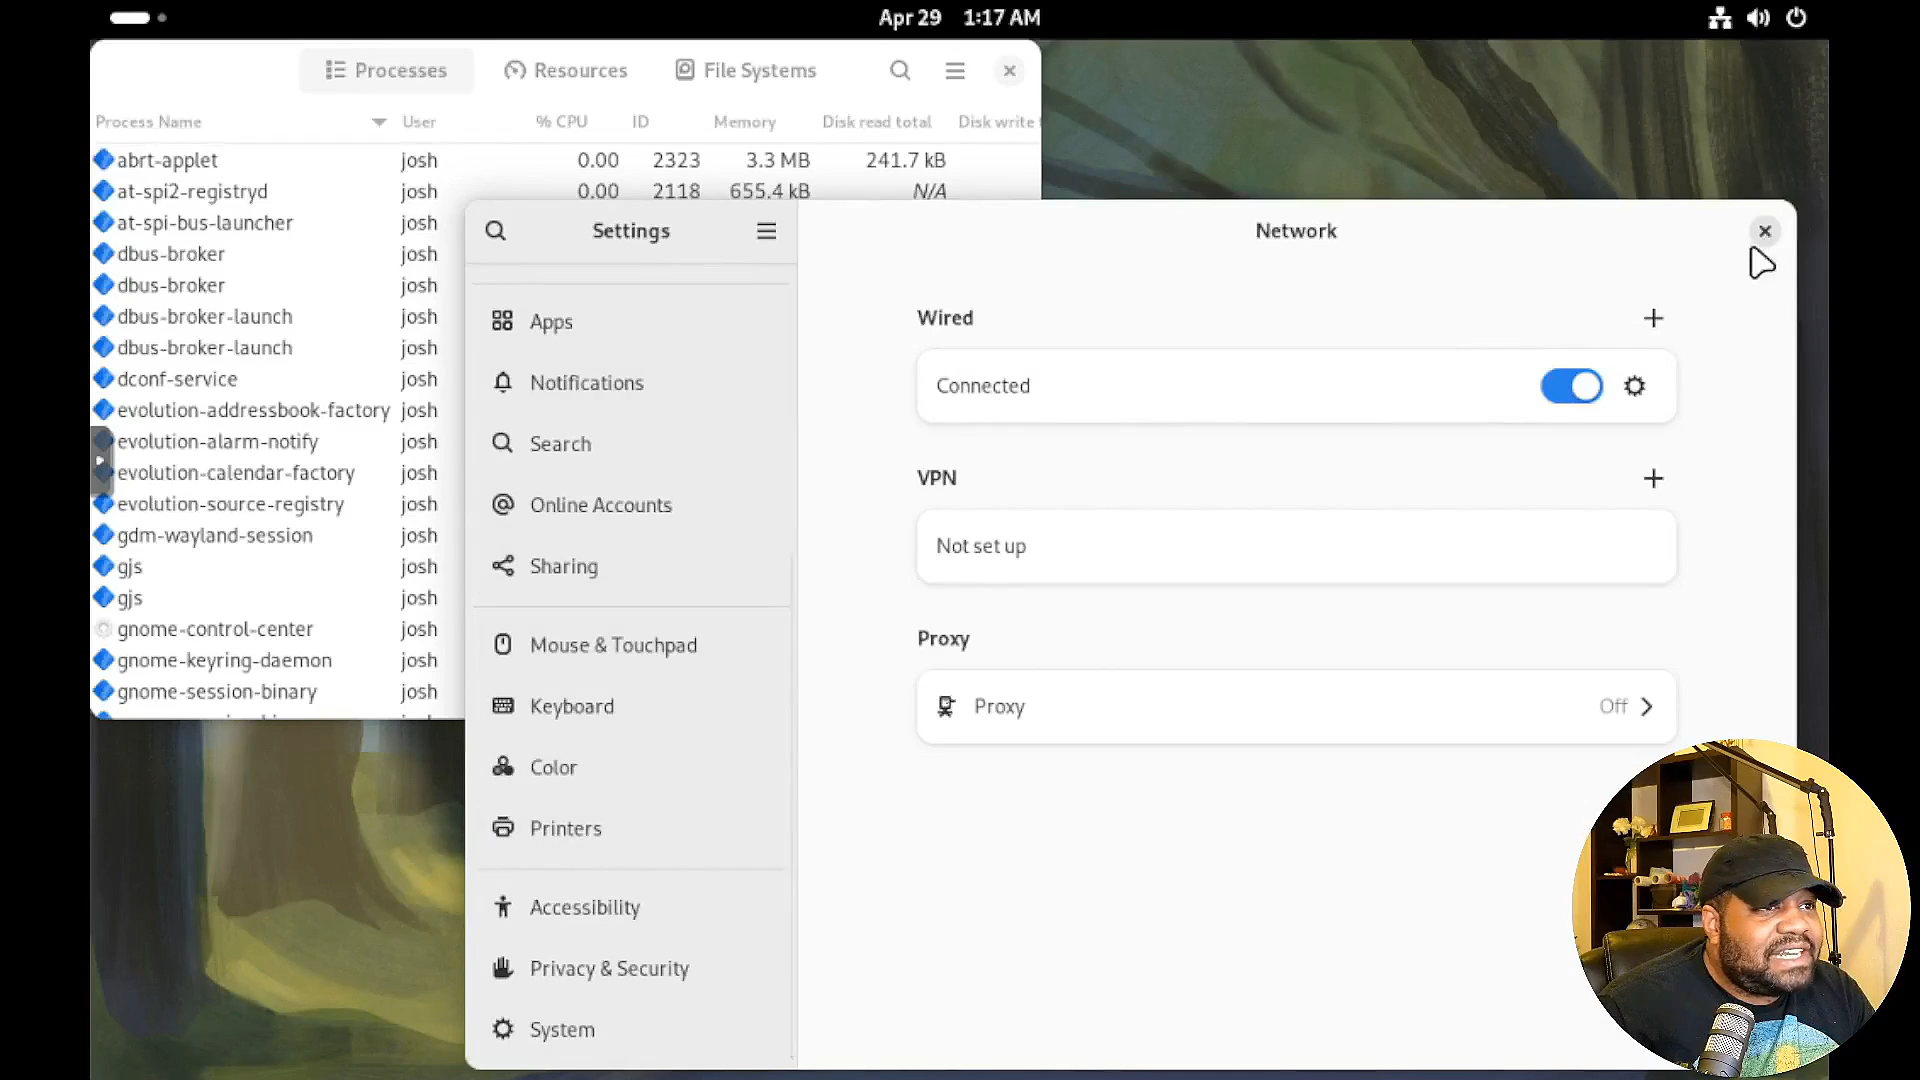 Apr 29 1:17 AM
Processes Resources File Systems
Process Name User % CPU ID Memory Disk read total Disk write
abrt-applet josh 0.00 2323 3.3 MB 241.7 kB
at-spi2-registryd josh 0.00 2118 655.4 kB N/A
at-spi-bus-launcher josh
dbus-broker josh
dbus-broker josh
dbus-broker-launch josh
dbus-broker-launch josh
dconf-service josh
evolution-addressbook-factory josh
evolution-alarm-notify josh
evolution-calendar-factory josh
evolution-source-registry josh
gdm-wayland-session josh
gjs josh
gjs josh
gnome-control-center josh
gnome-keyring-daemon josh
gnome-session-binary josh
Settings
Apps
Notifications
Search
Online Accounts
Sharing
Mouse & Touchpad
Keyboard
Color
Printers
Accessibility
Privacy & Security
System
Network
Wired
Connected
VPN
Not set up
Proxy
Proxy Off